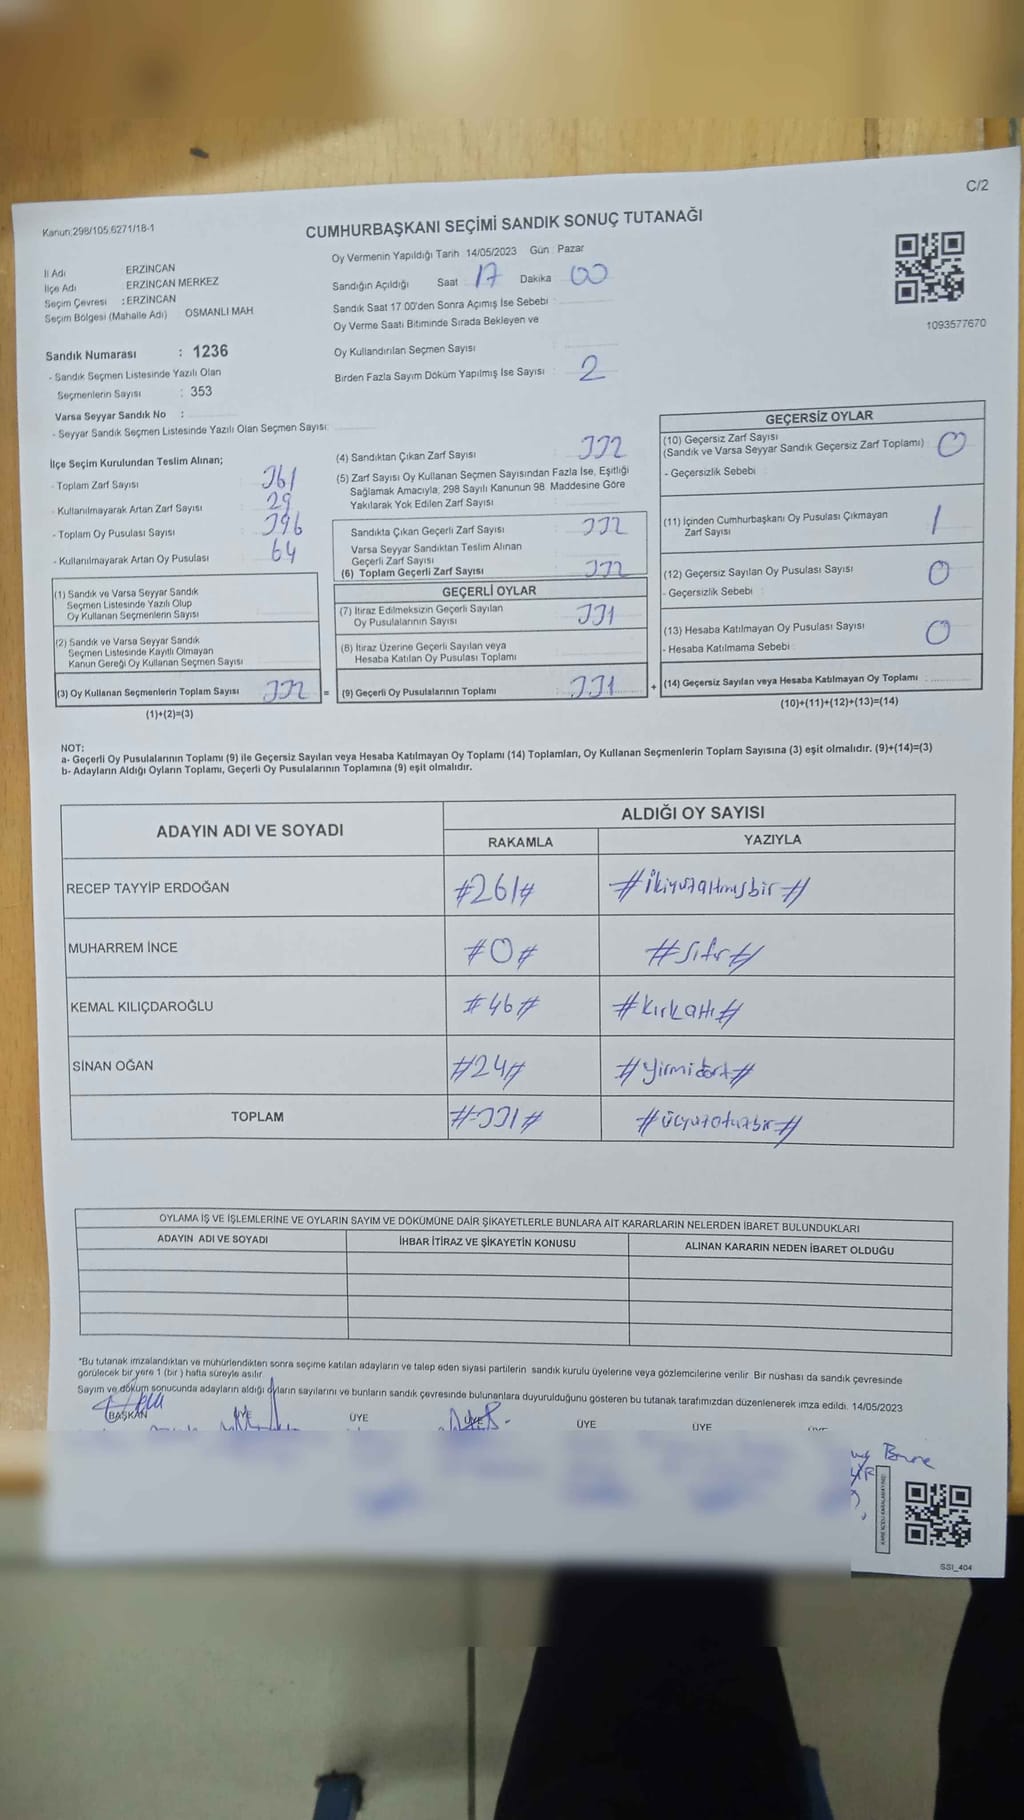 C/2
Kanun:298/105.6271/18-1
CUMHURBAŞKANI SEÇİMİ SANDIK SONUÇ TUTANAĞI
İl Adı : ERZİNCAN
İlçe Adı : ERZİNCAN MERKEZ
Seçim Çevresi : ERZİNCAN
Seçim Bölgesi (Mahalle Adı) OSMANLI MAH
Sandık Numarası : 1236
- Sandık Seçmen Listesinde Yazılı Olan
Seçmenlerin Sayısı : 353
Varsa Seyyar Sandık No :
- Seyyar Sandık Seçmen Listesinde Yazılı Olan Seçmen Sayısı:
Oy Vermenin Yapıldığı Tarih 14/05/2023 Gün : Pazar
Sandığın Açıldığı Saat 17 Dakika 00
Sandık Saat 17 00'den Sonra Açımış İse Sebebi :
Oy Verme Saati Bitiminde Sırada Bekleyen ve
Oy Kullandırılan Seçmen Sayısı :
Birden Fazla Sayım Döküm Yapılmış İse Sayısı : 2
1093577670
İlçe Seçim Kurulundan Teslim Alınan;
- Toplam Zarf Sayısı : 361
- Kullanılmayarak Artan Zarf Sayısı : 29
- Toplam Oy Pusulası Sayısı : 396
- Kullanılmayarak Artan Oy Pusulası : 64
(1) Sandık ve Varsa Seyyar Sandık
Seçmen Listesinde Yazılı Olup
Oy Kullanan Seçmenlerin Sayısı
(2) Sandık ve Varsa Seyyar Sandık
Seçmen Listesinde Kayıtlı Olmayan
Kanun Gereği Oy Kullanan Seçmen Sayısı
(3) Oy Kullanan Seçmenlerin Toplam Sayısı 332 =
(1)+(2)=(3)
(4) Sandıktan Çıkan Zarf Sayısı : 332
(5) Zarf Sayısı Oy Kullanan Seçmen Sayısından Fazla İse, Eşitliği
Sağlamak Amacıyla, 298 Sayılı Kanunun 98. Maddesine Göre
Yakılarak Yok Edilen Zarf Sayısı :
Sandıkta Çıkan Geçerli Zarf Sayısı : 332
Varsa Seyyar Sandıktan Teslim Alınan
Geçerli Zarf Sayısı
(6) Toplam Geçerli Zarf Sayısı : 332
GEÇERLİ OYLAR
(7) İtiraz Edilmeksizin Geçerli Sayılan
Oy Pusulalarının Sayısı : 331
(8) İtiraz Üzerine Geçerli Sayılan veya
Hesaba Katılan Oy Pusulası Toplamı
(9) Geçerli Oy Pusulalarının Toplamı : 331 +
GEÇERSİZ OYLAR
(10) Geçersiz Zarf Sayısı
(Sandık ve Varsa Seyyar Sandık Geçersiz Zarf Toplamı) : 0
- Geçersizlik Sebebi :
(11) İçinden Cumhurbaşkanı Oy Pusulası Çıkmayan
Zarf Sayısı : 1
(12) Geçersiz Sayılan Oy Pusulası Sayısı : 0
- Geçersizlik Sebebi :
(13) Hesaba Katılmayan Oy Pusulası Sayısı : 0
- Hesaba Katılmama Sebebi :
(14) Geçersiz Sayılan veya Hesaba Katılmayan Oy Toplamı :
(10)+(11)+(12)+(13)=(14)
NOT:
a- Geçerli Oy Pusulalarının Toplamı (9) ile Geçersiz Sayılan veya Hesaba Katılmayan Oy Toplamı (14) Toplamları, Oy Kullanan Seçmenlerin Toplam Sayısına (3) eşit olmalıdır. (9)+(14)=(3)
b- Adayların Aldığı Oyların Toplamı, Geçerli Oy Pusulalarının Toplamına (9) eşit olmalıdır.
ADAYIN ADI VE SOYADI ALDIĞI OY SAYISI
RAKAMLA YAZIYLA
RECEP TAYYİP ERDOĞAN #261# #ikiyüzaltmışbir#
MUHARREM İNCE #0# #sıfır#
KEMAL KILIÇDAROĞLU #46# #kırkaltı#
SİNAN OĞAN #24# #yirmidört#
TOPLAM #331# #üçyüzotuzbir#
OYLAMA İŞ VE İŞLEMLERİNE VE OYLARIN SAYIM VE DÖKÜMÜNE DAİR ŞİKAYETLERLE BUNLARA AİT KARARLARIN NELERDEN İBARET BULUNDUKLARI
ADAYIN ADI VE SOYADI İHBAR İTİRAZ VE ŞİKAYETİN KONUSU ALINAN KARARIN NEDEN İBARET OLDUĞU
*Bu tutanak imzalandıktan ve mühürlendikten sonra seçime katılan adayların ve talep eden siyasi partilerin sandık kurulu üyelerine veya gözlemcilerine verilir. Bir nüshası da sandık çevresinde
görülecek bir yere 1 (bir) hafta süreyle asılır.
Sayım ve döküm sonucunda adayların aldığı oyların sayılarını ve bunların sandık çevresinde bulunanlara duyurulduğunu gösteren bu tutanak tarafımızdan düzenlenerek imza edildi. 14/05/2023
BAŞKAN ÜYE ÜYE ÜYE ÜYE ÜYE
SSI_404